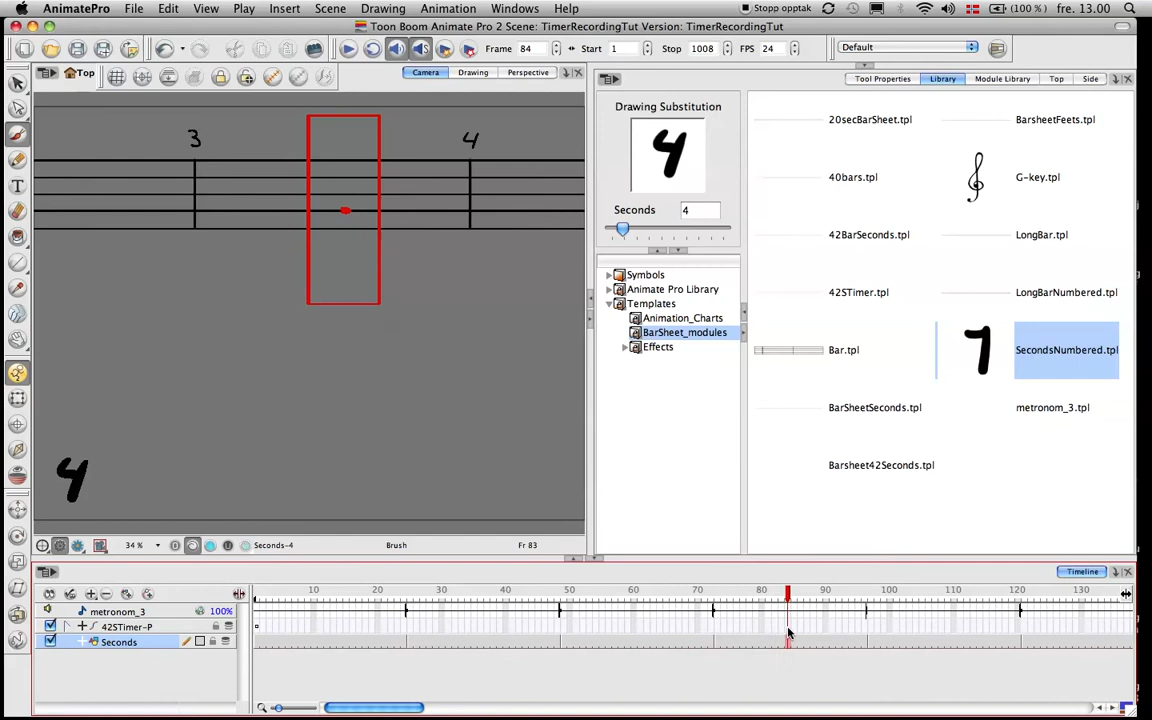 AnimatePro File Edit View Play Insert Scene Drawing Animation Windows Help Stopp opptak (100 %) fre. 13.00
Toon Boom Animate Pro 2 Scene: TimerRecordingTut Version: TimerRecordingTut
Frame 84 Start 1 Stop 1008 FPS 24 Default
Top Camera Drawing Perspective
Tool Properties Library Module Library Top Side
3 4
4
Drawing Substitution
4
Seconds 4
Symbols
Animate Pro Library
Templates
Animation_Charts
BarSheet_modules
Effects
20secBarSheet.tpl BarsheetFeets.tpl
40bars.tpl G-key.tpl
42BarSeconds.tpl LongBar.tpl
42STimer.tpl LongBarNumbered.tpl
Bar.tpl 7 SecondsNumbered.tpl
BarSheetSeconds.tpl metronom_3.tpl
Barsheet42Seconds.tpl
34 % Seconds-4 Brush Fr 83
Timeline
10 20 30 40 50 60 70 80 90 100 110 120 130
metronom_3 100%
42STimer-P
Seconds